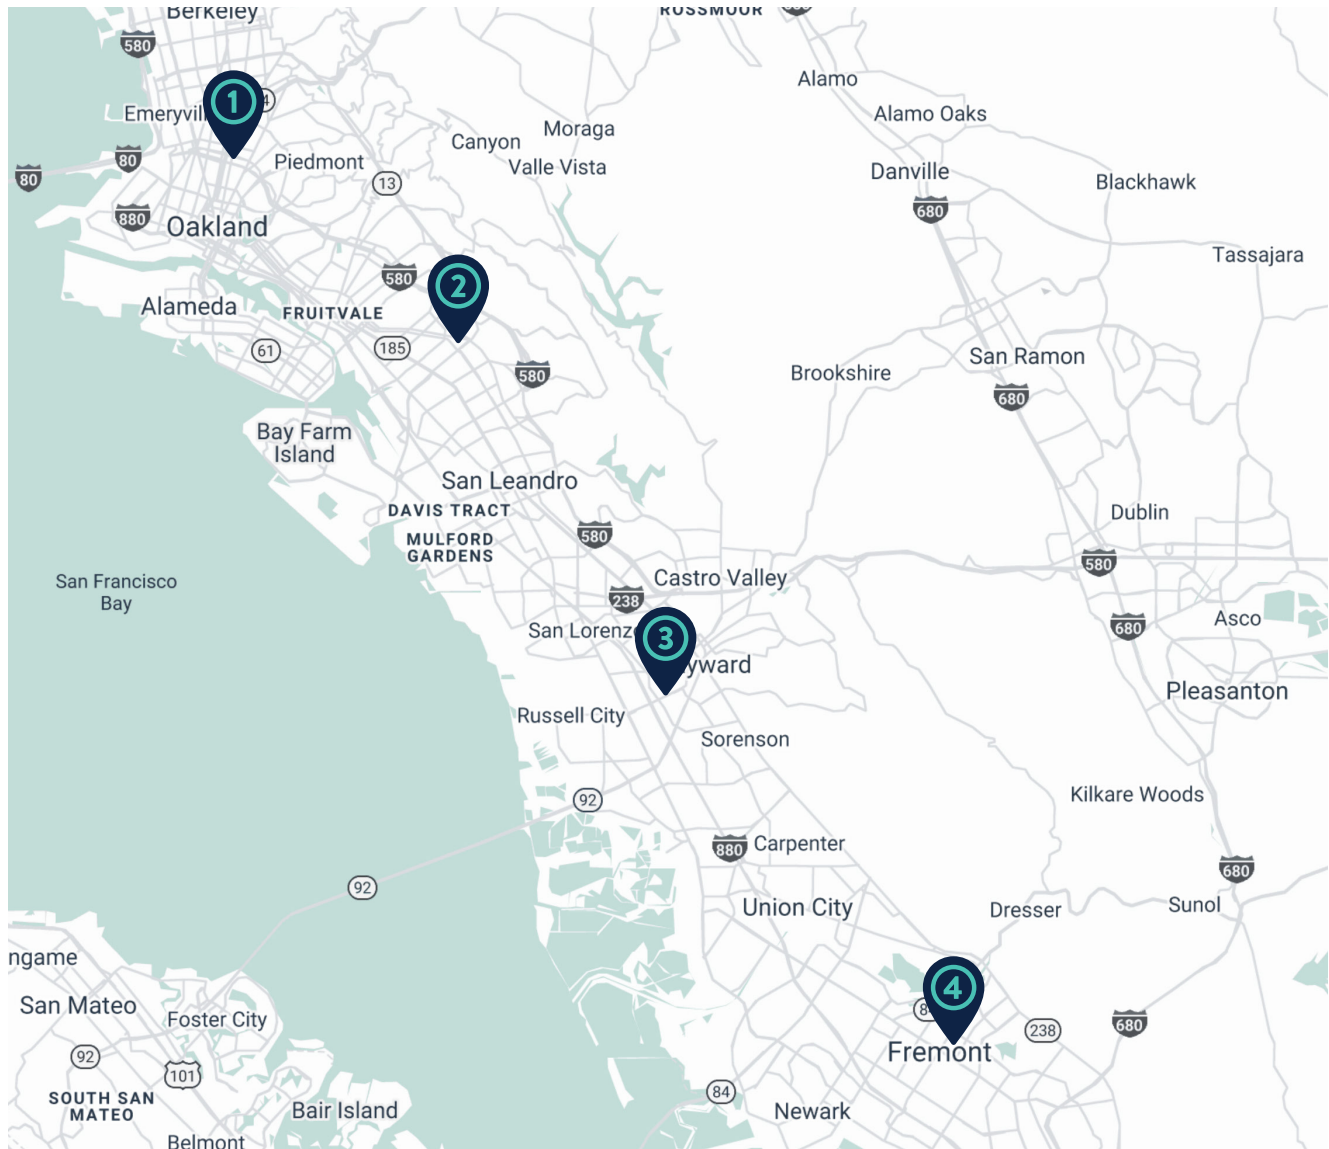 Berkeley
ROSSMOOR
580
Alamo
1
Emeryvil
Alamo Oaks
Canyon
Moraga
80
Piedmont
Valle Vista
Danville
80
13
Blackhawk
680
880
Oakland
Tassajara
580
2
Alameda
FRUITVALE
61
185
San Ramon
580
Brookshire
680
Bay Farm
Island
San Leandro
DAVIS TRACT
Dublin
MULFORD
GARDENS
580
580
San Francisco
Bay
Castro Valley
238
San Lorenzo
3
680
Asco
yward
Pleasanton
Russell City
Sorenson
Kilkare Woods
92
880
Carpenter
680
92
Union City
Dresser
Sunol
ngame
4
San Mateo
Foster City
8
238
680
92
Fremont
101
84
SOUTH SAN
MATEO
Bair Island
Newark
Belmont